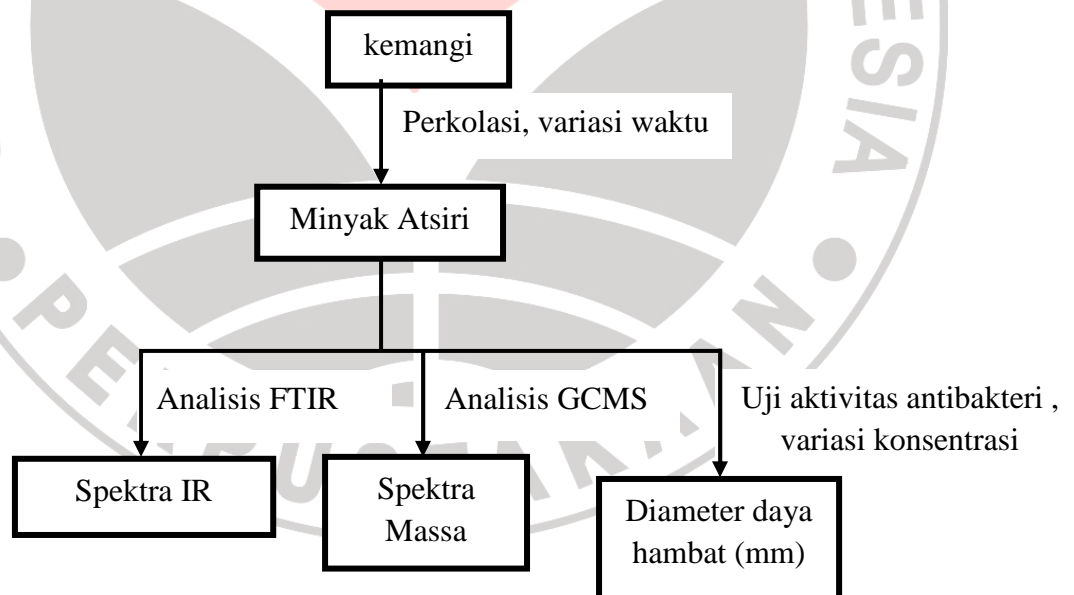 kemangi
Perkolasi, variasi waktu
Minyak Atsiri
Analisis FTIR
Analisis GCMS
Uji aktivitas antibakteri ,
variasi konsentrasi
Spektra IR
Spektra
Massa
Diameter daya
hambat (mm)
ESIA